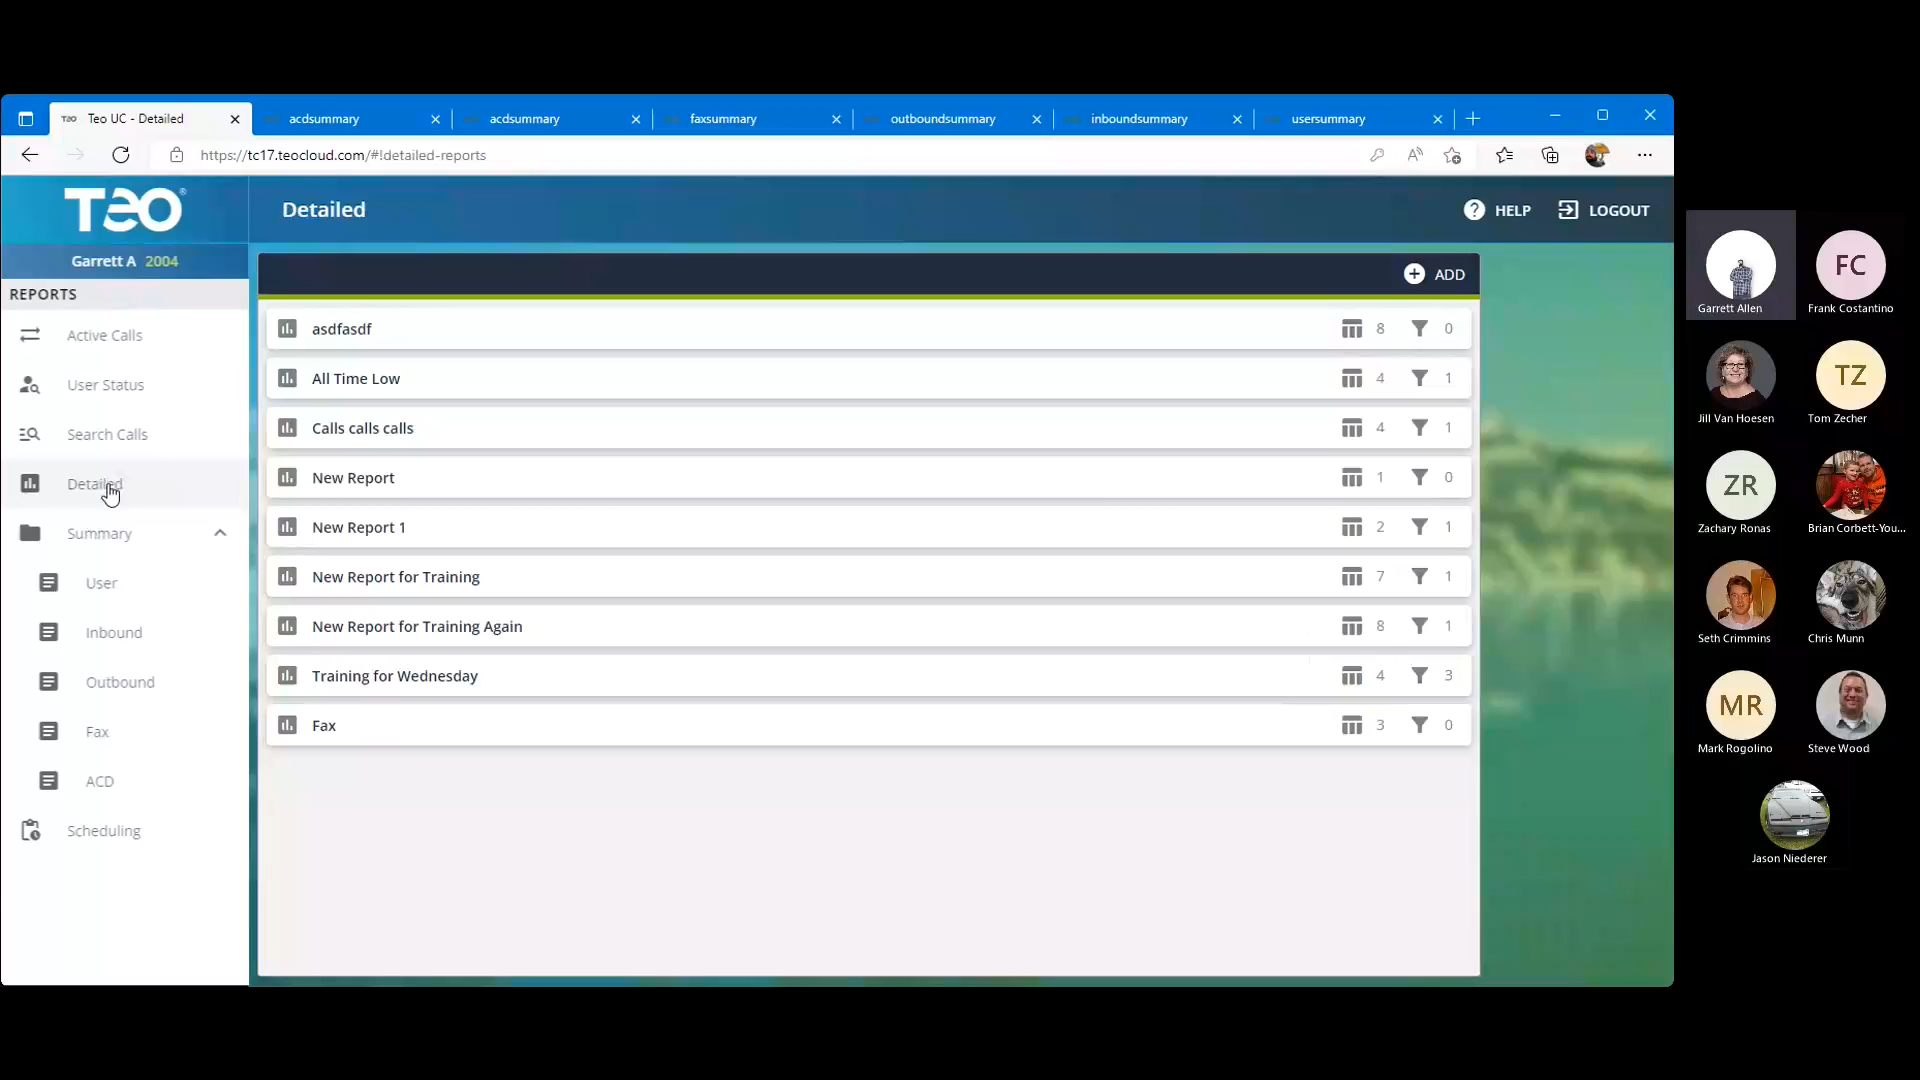 Teo UC - Detailed
acdsummary
acdsummary
faxsummary
outboundsummary
inboundsummary
usersummary
https://tc17.teocloud.com/#!detailed-reports
TEO®
Detailed
HELP
LOGOUT
Garrett A 2004
REPORTS
Active Calls
User Status
Search Calls
Detailed
Summary
User
Inbound
Outbound
Fax
ACD
Scheduling
ADD
asdfasdf 8 0
All Time Low 4 1
Calls calls calls 4 1
New Report 1 0
New Report 1 2 1
New Report for Training 7 1
New Report for Training Again 8 1
Training for Wednesday 4 3
Fax 3 0
Garrett Allen
FC
Frank Costantino
Jill Van Hoesen
TZ
Tom Zecher
ZR
Zachary Ronas
Brian Corbett-You...
Seth Crimmins
Chris Munn
MR
Mark Rogolino
Steve Wood
Jason Niederer